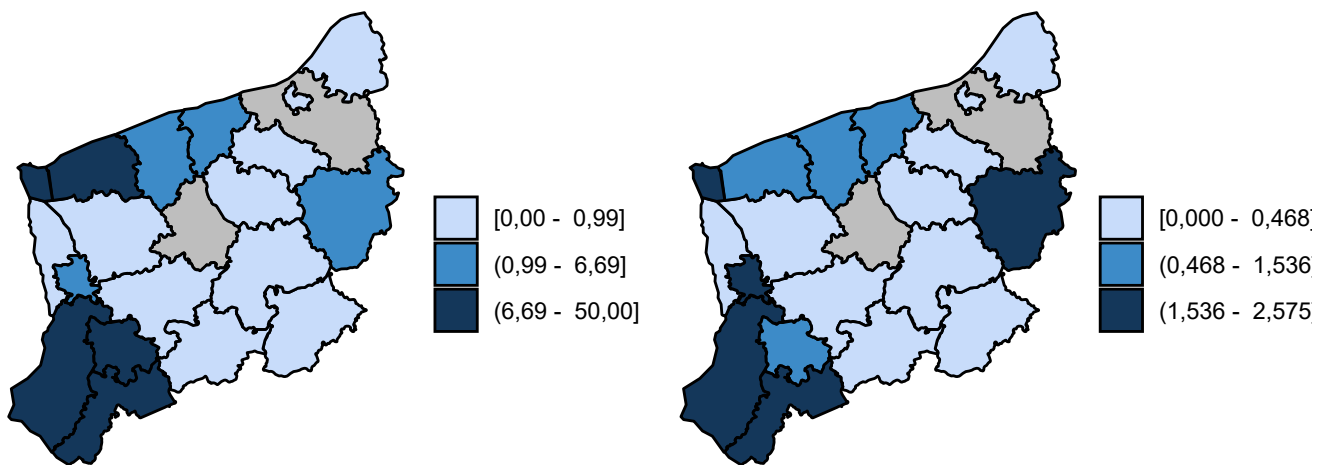 [0,00 - 0,99]
(0,99 - 6,69]
(6,69 - 50,00]
[0,000 - 0,468]
(0,468 - 1,536]
(1,536 - 2,575]